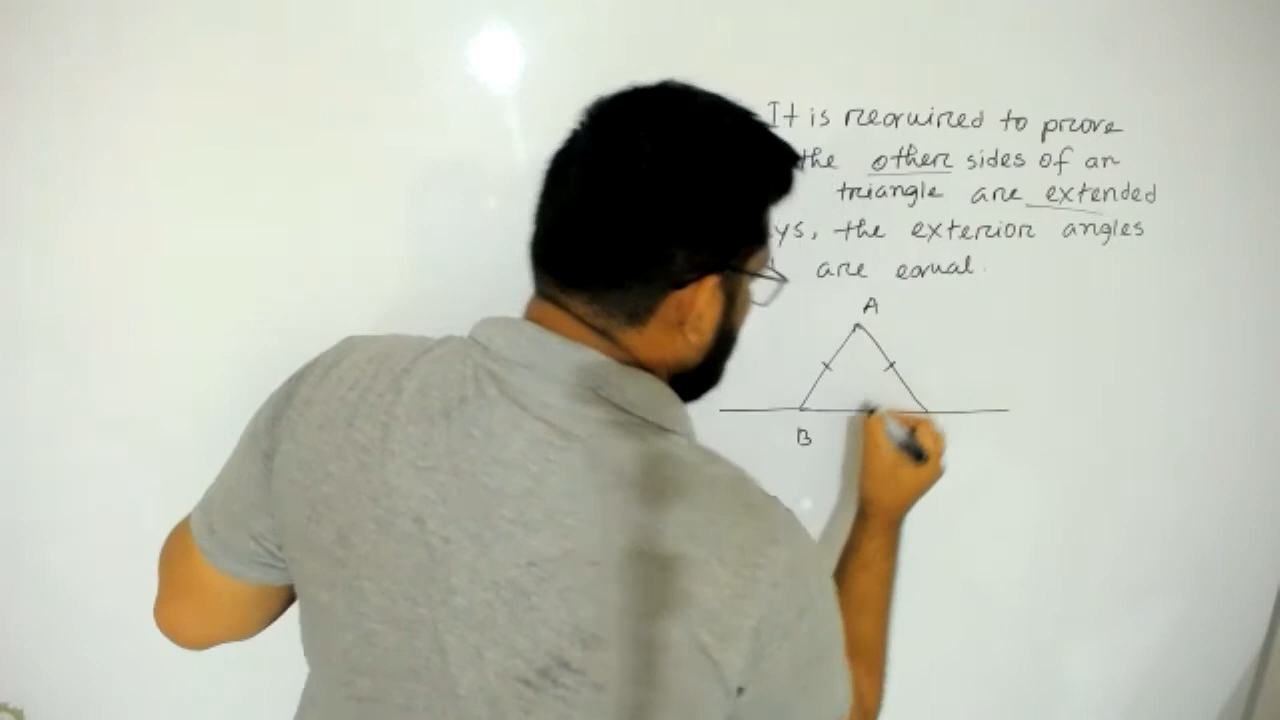 It is required to prove
the other sides of an
triangle are extended
ys, the exterior angles
are equal.
A
B